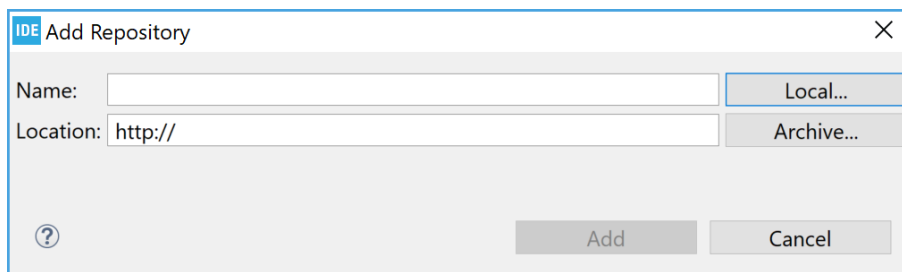 IDE Add Repository
Name: Local...
Location: http:// Archive...
? Add Cancel